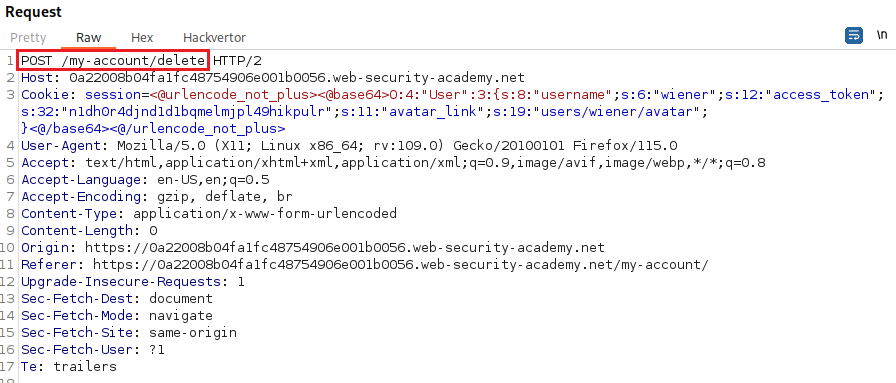 Request
Pretty Raw Hex Hackvertor \n
1 POST /my-account/delete HTTP/2
2 Host: 0a22008b04fa1fc48754906e001b0056.web-security-academy.net
3 Cookie: session=<@urlencode_not_plus><@base64>O:4:"User":3:{s:8:"username";s:6:"wiener";s:12:"access_token";
s:32:"n1dh0r4djnd1d1bqmelmjpl49hikpulr";s:11:"avatar_link";s:19:"users/wiener/avatar";
}<@/base64><@/urlencode_not_plus>
4 User-Agent: Mozilla/5.0 (X11; Linux x86_64; rv:109.0) Gecko/20100101 Firefox/115.0
5 Accept: text/html,application/xhtml+xml,application/xml;q=0.9,image/avif,image/webp,*/*;q=0.8
6 Accept-Language: en-US,en;q=0.5
7 Accept-Encoding: gzip, deflate, br
8 Content-Type: application/x-www-form-urlencoded
9 Content-Length: 0
10 Origin: https://0a22008b04fa1fc48754906e001b0056.web-security-academy.net
11 Referer: https://0a22008b04fa1fc48754906e001b0056.web-security-academy.net/my-account/
12 Upgrade-Insecure-Requests: 1
13 Sec-Fetch-Dest: document
14 Sec-Fetch-Mode: navigate
15 Sec-Fetch-Site: same-origin
16 Sec-Fetch-User: ?1
17 Te: trailers
18